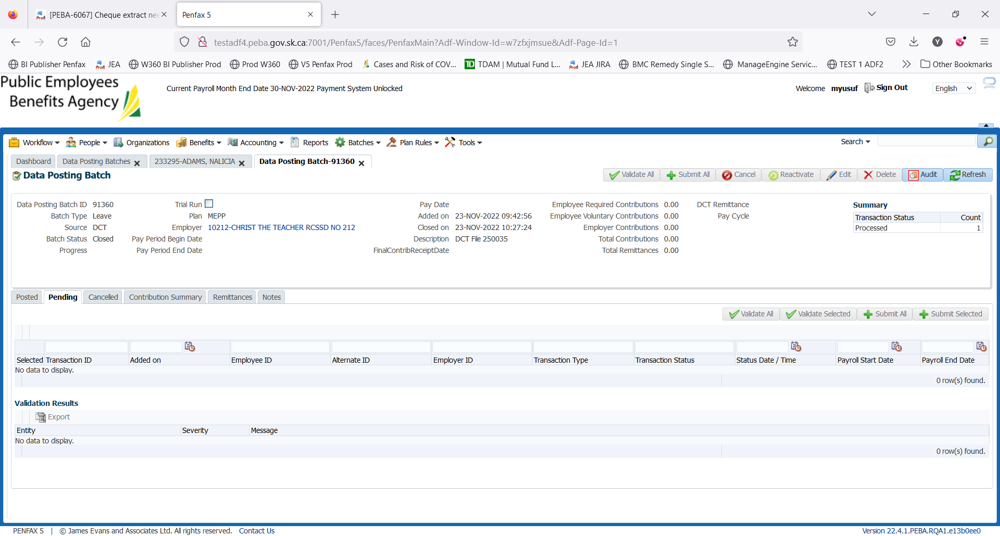 [PEBA-6067] Cheque extract nee
Penfax 5
testadf4.peba.gov.sk.ca:7001/Penfax5/faces/PenfaxMain?Adf-Window-Id=w7zfxjmsue&Adf-Page-Id=1
BI Publisher Penfax JEA W360 BI Publisher Prod Prod W360 V5 Penfax Prod Cases and Risk of COV... TD TDAM | Mutual Fund L... JEA JIRA BMC Remedy Single S... ManageEngine Servic... TEST 1 ADF2 Other Bookmarks
Public Employees
Benefits Agency
Current Payroll Month End Date 30-NOV-2022 Payment System Unlocked
Welcome myusuf Sign Out English
Workflow People Organizations Benefits Accounting Reports Batches Plan Rules Tools Search
Dashboard Data Posting Batches 233295-ADAMS, NALICIA Data Posting Batch-91360
Data Posting Batch
Validate All Submit All Cancel Reactivate Edit Delete Audit Refresh
Data Posting Batch ID 91360 Trial Run Pay Date Employee Required Contributions 0.00 DCT Remittance Summary
Batch Type Leave Plan MEPP Added on 23-NOV-2022 09:42:56 Employee Voluntary Contributions 0.00 Pay Cycle Transaction Status Count
Source DCT Employer 10212-CHRIST THE TEACHER RCSSD NO 212 Closed on 23-NOV-2022 10:27:24 Employer Contributions 0.00 Processed 1
Batch Status Closed Pay Period Begin Date Description DCT File 250035 Total Contributions 0.00
Progress Pay Period End Date FinalContribReceiptDate Total Remittances 0.00
Posted Pending Cancelled Contribution Summary Remittances Notes
Validate All Validate Selected Submit All Submit Selected
Selected Transaction ID Added on Employee ID Alternate ID Employer ID Transaction Type Transaction Status Status Date / Time Payroll Start Date Payroll End Date
No data to display.
0 row(s) found.
Validation Results
Export
Entity Severity Message
No data to display.
0 row(s) found.
PENFAX 5 | © James Evans and Associates Ltd. All rights reserved. Contact Us
Version 22.4.1.PEBA.RQA1.e13b0ee0